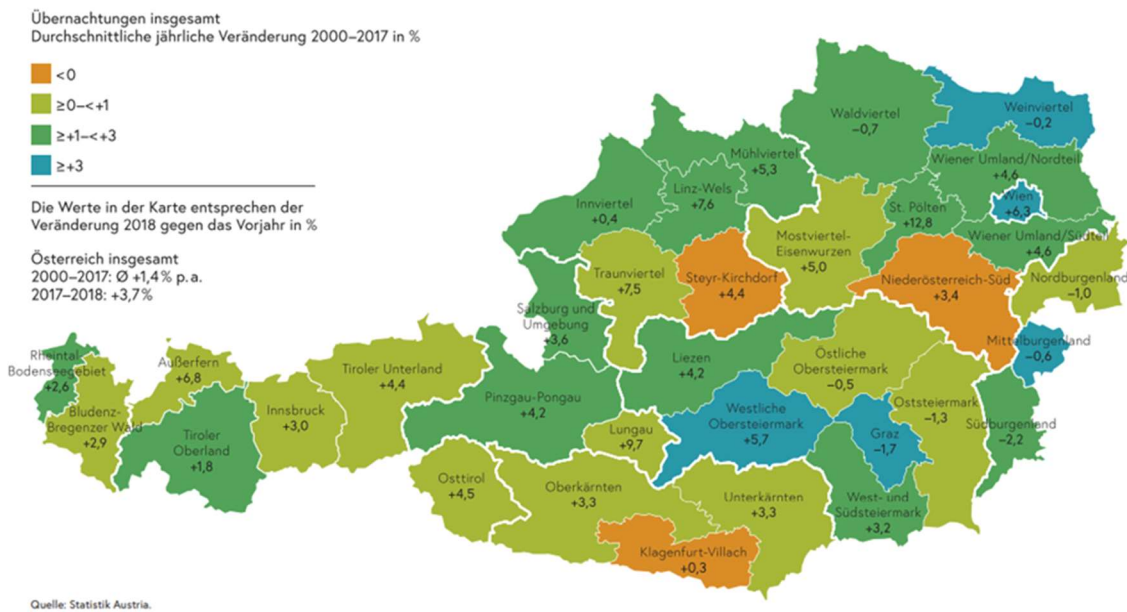 Übernachtungen insgesamt
Durchschnittliche jährliche Veränderung 2000–2017 in %
<0
≥0–<+1
≥+1–<+3
≥+3
Die Werte in der Karte entsprechen der
Veränderung 2018 gegen das Vorjahr in %
Österreich insgesamt
2000–2017: Ø +1,4% p. a.
2017–2018: +3,7%
Waldviertel
−0,7
Weinviertel
−0,2
Mühlviertel
+5,3
Wiener Umland/Nordteil
+4,6
Linz-Wels
+7,6
Innviertel
+0,4
Wien
+6,3
St. Pölten
+12,8
Mostviertel-
Eisenwurzen
+5,0
Wiener Umland/Südteil
+4,6
Traunviertel
+7,5
Steyr-Kirchdorf
+4,4
Niederösterreich-Süd
+3,4
Nordburgenland
−1,0
Salzburg und
Umgebung
+3,6
Mittelburgenland
−0,6
Rheintal-
Bodenseegebiet
+2,6
Außerfern
+6,8
Tiroler Unterland
+4,4
Liezen
+4,2
Östliche
Obersteiermark
−0,5
Bludenz-
Bregenzer Wald
+2,9
Innsbruck
+3,0
Pinzgau-Pongau
+4,2
Oststeiermark
−1,3
Tiroler
Oberland
+1,8
Lungau
+9,7
Westliche
Obersteiermark
+5,7
Graz
−1,7
Südburgenland
−2,2
Osttirol
+4,5
Oberkärnten
+3,3
Unterkärnten
+3,3
West- und
Südsteiermark
+3,2
Klagenfurt-Villach
+0,3
Quelle: Statistik Austria.